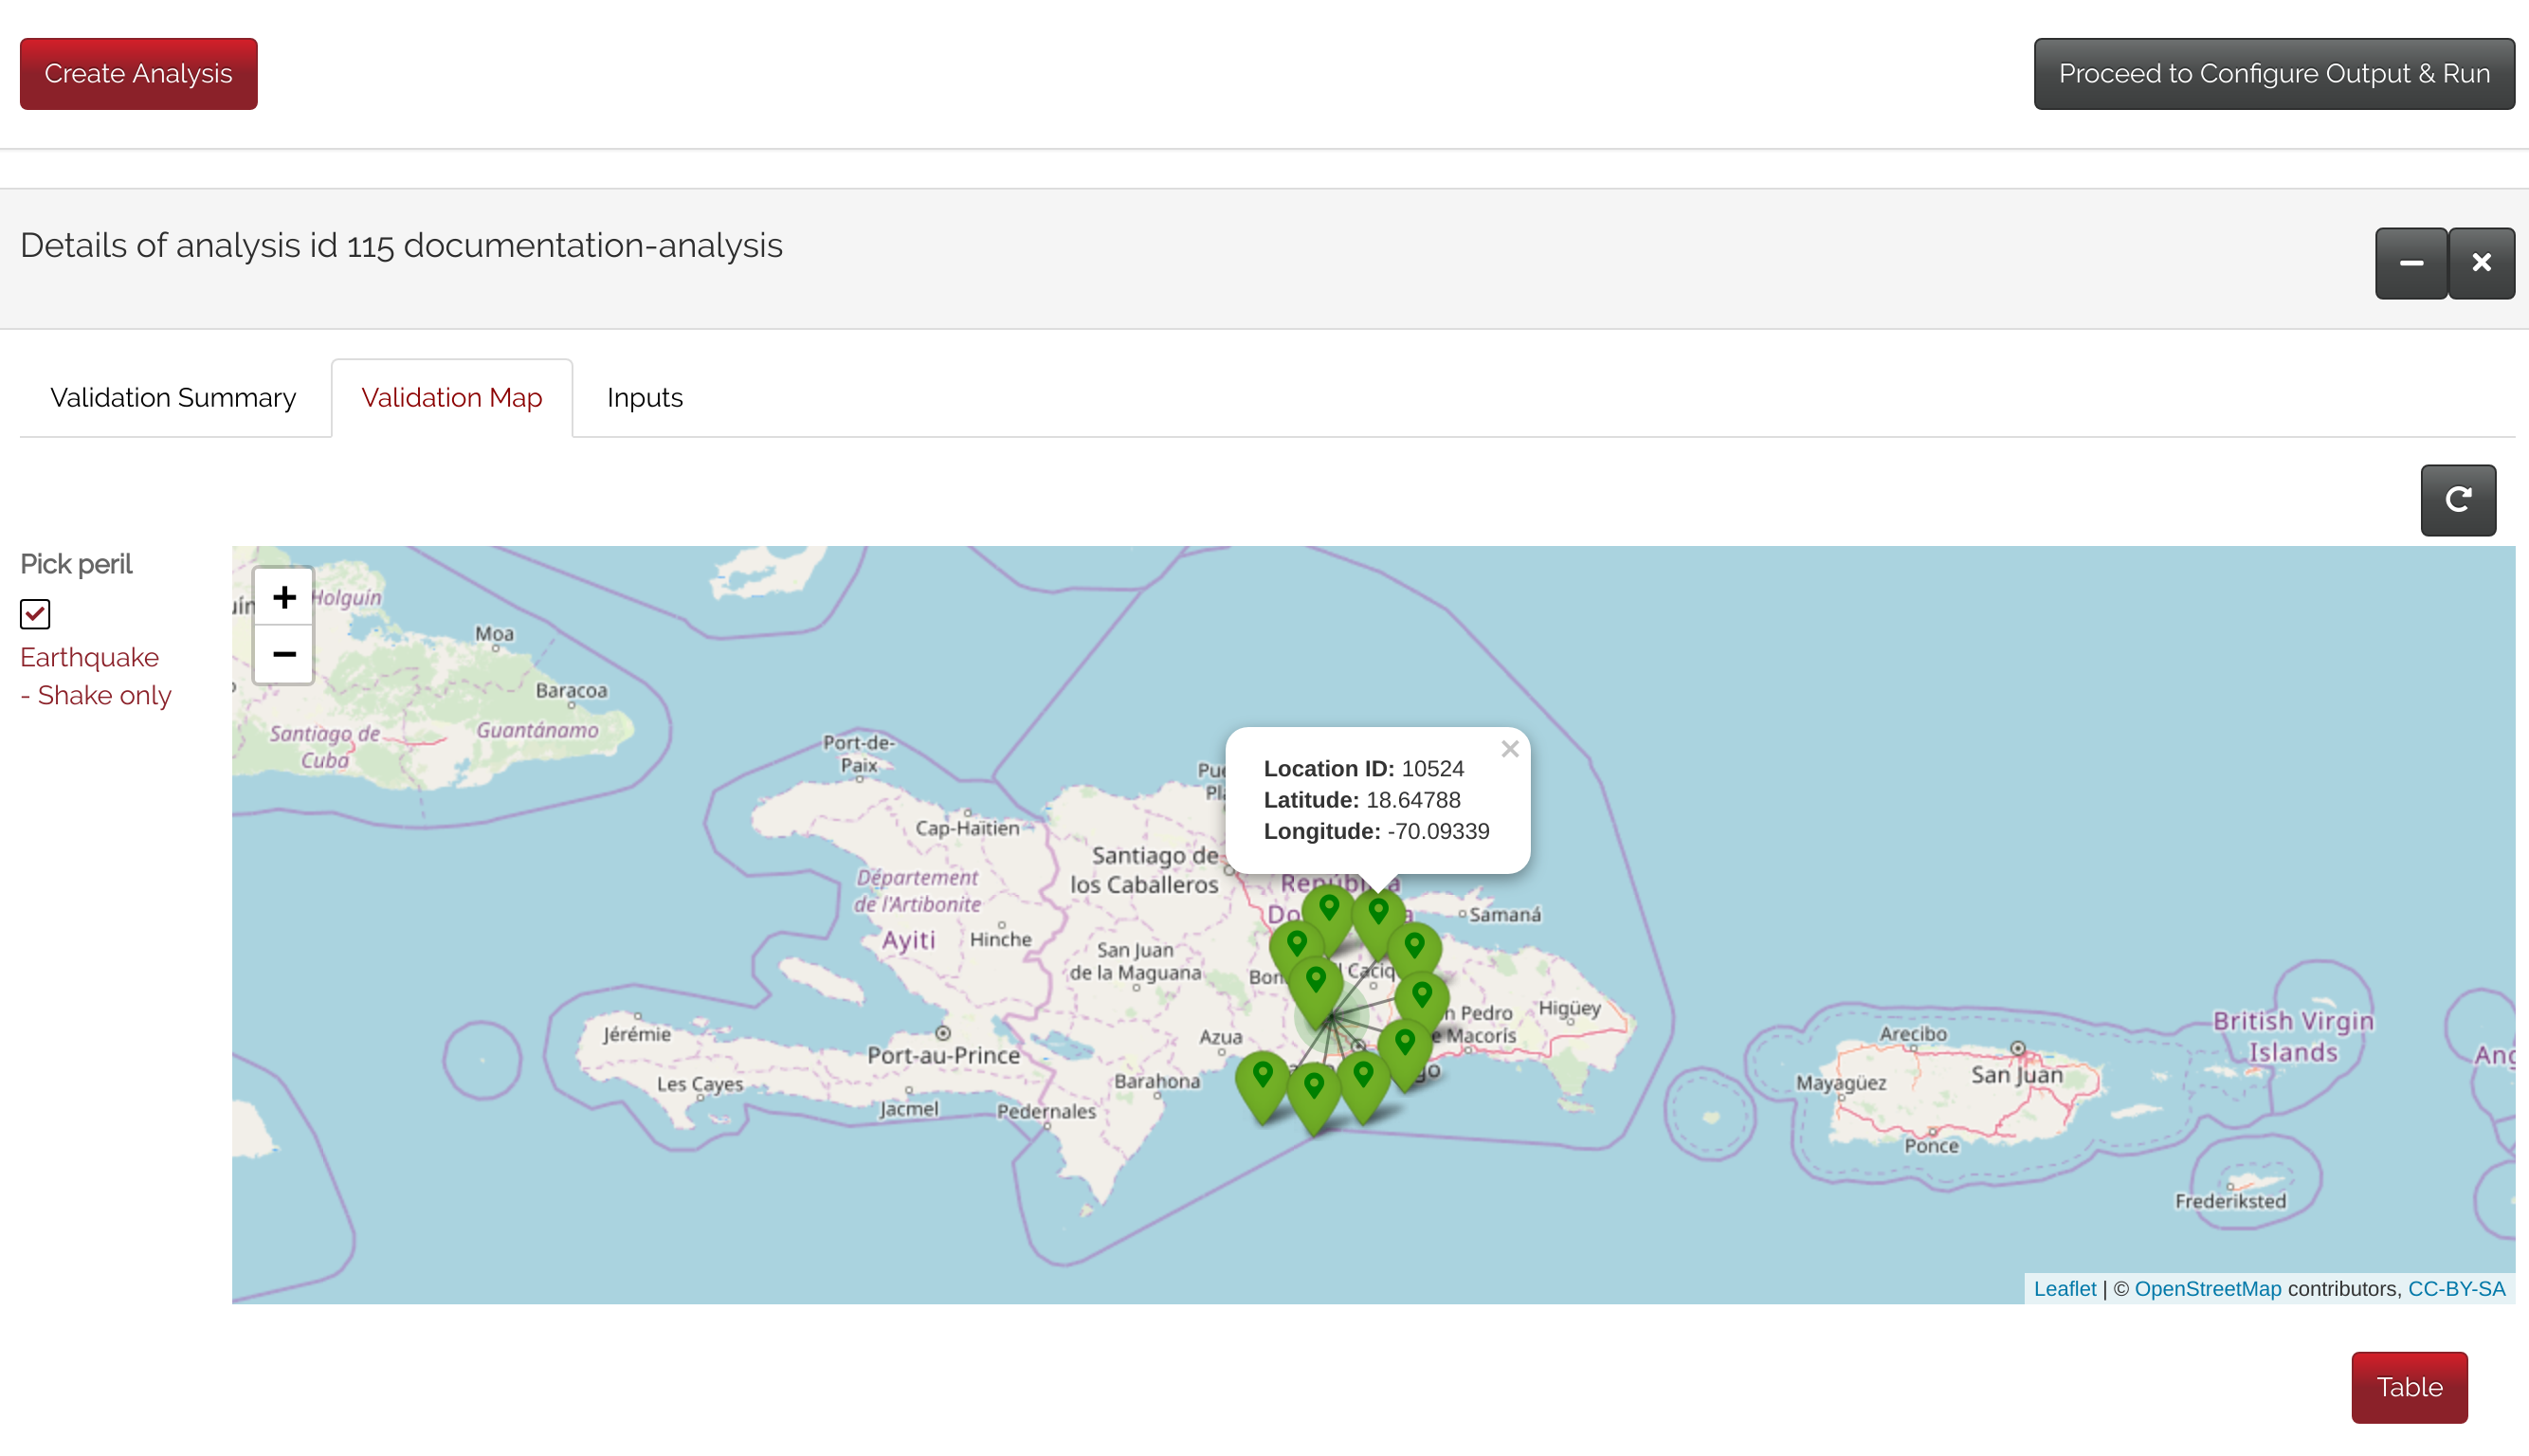 Create Analysis
Proceed to Configure Output & Run
Details of analysis id 115 documentation-analysis
Validation Summary
Validation Map
Inputs
Pick peril
Earthquake
- Shake only
+
−
Holguín
Moa
Baracoa
Guantánamo
Santiago de
Cuba
Port-de-
Paix
Cap-Haïtien
Location ID: 10524
Latitude: 18.64788
Longitude: -70.09339
Santiago de
los Caballeros
Département
de l'Artibonite
Ayiti
Hinche
San Juan
de la Maguana
Samaná
Higüey
Azua
Jérémie
Port-au-Prince
Les Cayes
Jacmel
Pedernales
Barahona
Arecibo
Mayagüez
San Juan
Ponce
British Virgin
Islands
Frederiksted
Leaflet | © OpenStreetMap contributors, CC-BY-SA
Table